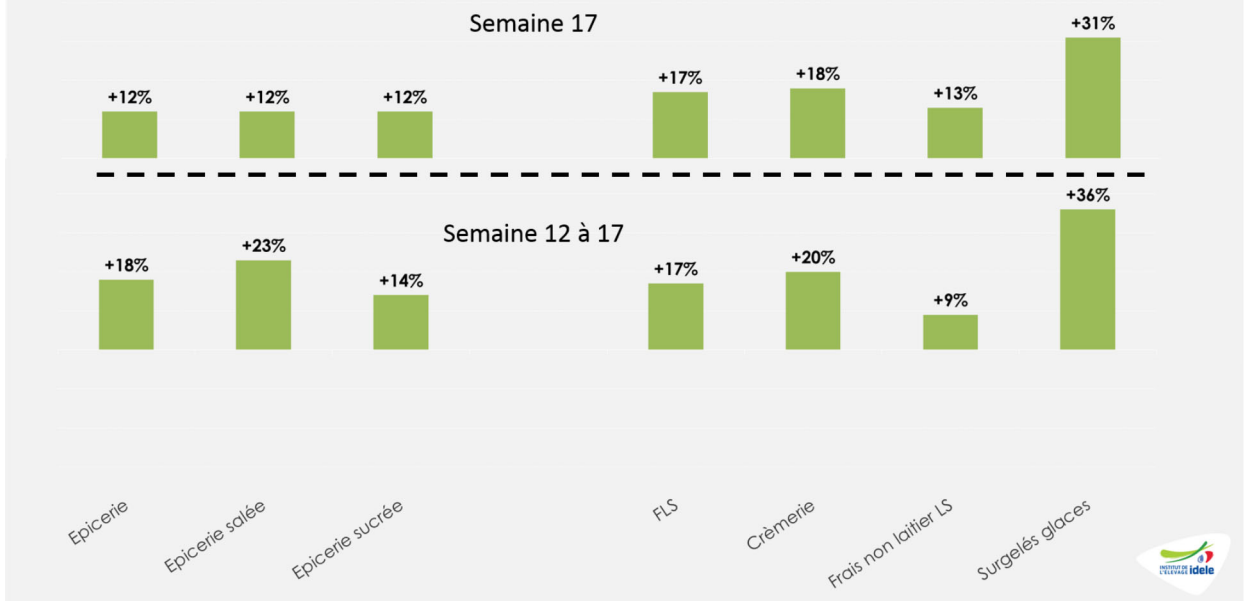 Semaine 17
+12%
+12%
+12%
+17%
+18%
+13%
+31%
Semaine 12 à 17
+18%
+23%
+14%
+17%
+20%
+9%
+36%
Epicerie
Epicerie salée
Epicerie sucrée
FLS
Crèmerie
Frais non laitier LS
Surgelés glaces
INSTITUT DE
L'ELEVAGE idele